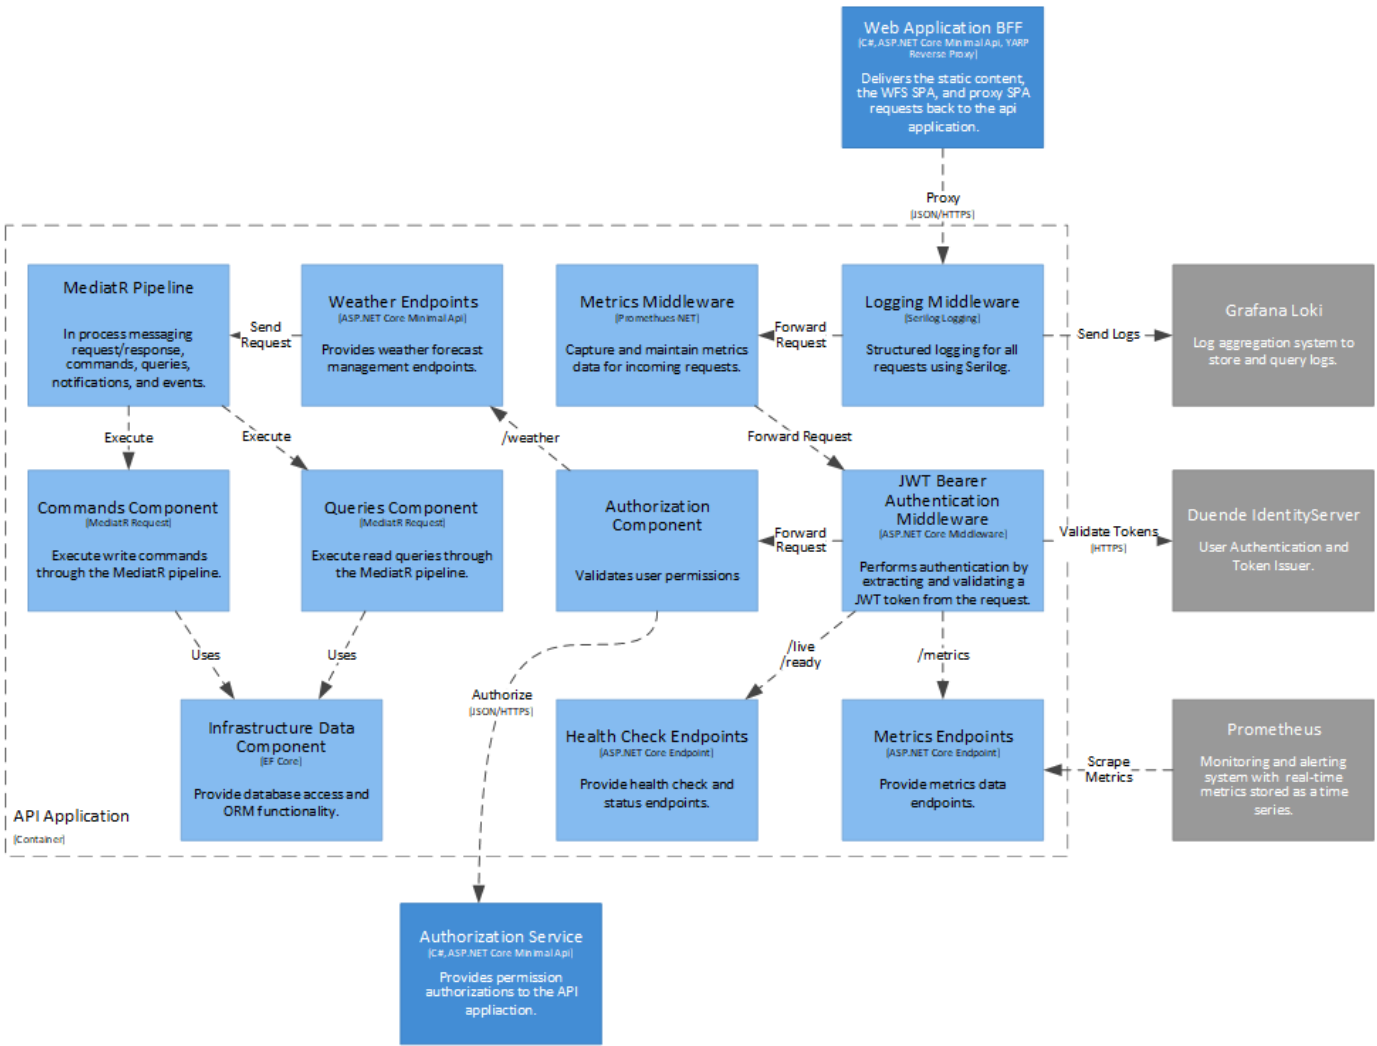 Web Application BFF
[C#, ASP.NET Core Minimal Api, YARP
Reverse Proxy]
Delivers the static content,
the WFS SPA, and proxy SPA
requests back to the api
application.
Proxy
[JSON/HTTPS]
MediatR Pipeline
In process messaging
request/response,
commands, queries,
notifications, and events.
Send
Request
Weather Endpoints
[ASP.NET Core Minimal Api]
Provides weather forecast
management endpoints.
Metrics Middleware
[Promethues-NET]
Capture and maintain metrics
data for incoming requests.
Forward
Request
Logging Middleware
[Serilog Logging]
Structured logging for all
requests using Serilog.
Send Logs
Grafana Loki
Log aggregation system to
store and query logs.
Execute
Execute
/weather
Forward Request
Commands Component
[MediatR Request]
Execute write commands
through the MediatR pipeline.
Queries Component
[MediatR Request]
Execute read queries through
the MediatR pipeline.
Authorization
Component
Validates user permissions
Forward
Request
JWT Bearer
Authentication
Middleware
[ASP.NET Core Middleware]
Performs authentication by
extracting and validating a
JWT token from the request.
Validate Tokens
[HTTPS]
Duende IdentityServer
User Authentication and
Token Issuer.
Uses
Uses
/live
/ready
/metrics
Authorize
[JSON/HTTPS]
Infrastructure Data
Component
[EF Core]
Provide database access and
ORM functionality.
Health Check Endpoints
[ASP.NET Core Endpoint]
Provide health check and
status endpoints.
Metrics Endpoints
[ASP.NET Core Endpoint]
Provide metrics data
endpoints.
Scrape
Metrics
Prometheus
Monitoring and alerting
system with real-time
metrics stored as a time
series.
API Application
[Container]
Authorization Service
[C#, ASP.NET Core Minimal Api]
Provides permission
authorizations to the API
appliaction.